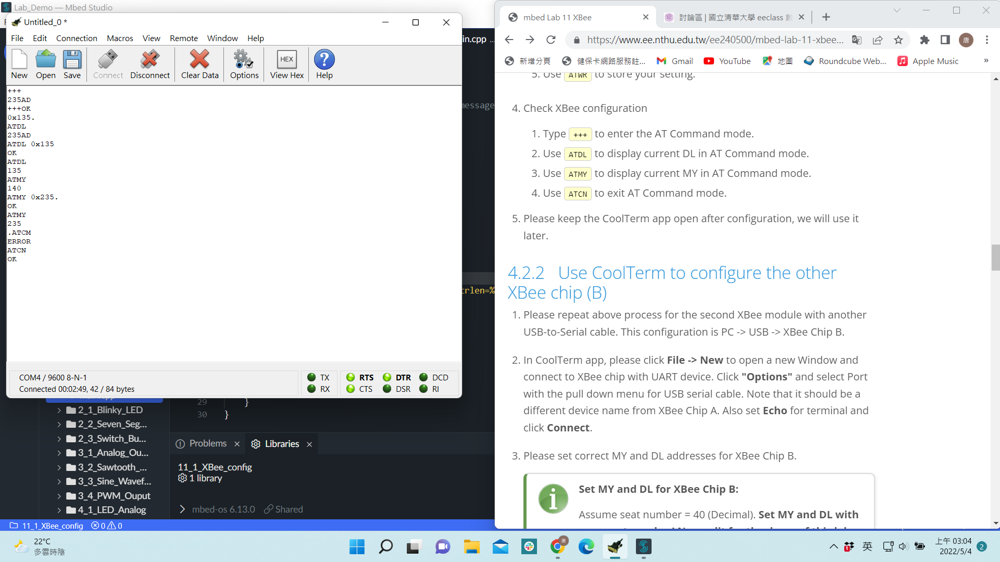 Lab_Demo — Mbed Studio
Untitled_0 *
File Edit Connection Macros View Remote Window Help
New
Open
Save
Connect
Disconnect
Clear Data
Options
HEX
View Hex
Help
+++
235AD
+++OK
0x135.
ATDL
235AD
ATDL 0x135
OK
ATDL
135
ATMY
140
ATMY 0x235.
OK
ATMY
235
.ATCM
ERROR
ATCN
OK
COM4 / 9600 8-N-1
Connected 00:02:49, 42 / 84 bytes
TX
RX
RTS
CTS
DTR
DSR
DCD
RI
in.cpp ...
message
trlen=%
29 }
30 }
2_1_Blinky_LED
2_2_Seven_Seg...
2_3_Switch_Bu...
3_1_Analog_Ou...
3_2_Sawtooth_...
3_3_Sine_Wavef...
3_4_PWM_Ouput
4_1_LED_Analog
Problems
Libraries
11_1_XBee_config
1 library
mbed-os 6.13.0 Shared
11_1_XBee_config 0 0
mbed Lab 11 XBee
討論區 | 國立清華大學 eeclass 數
https://www.ee.nthu.edu.tw/ee240500/mbed-lab-11-xbee...
唐
新增分頁
健保卡網路服務註...
Gmail
YouTube
地圖
Roundcube Web...
Apple Music
»
5. Use ATWR to store your setting.
4. Check XBee configuration
1. Type +++ to enter the AT Command mode.
2. Use ATDL to display current DL in AT Command mode.
3. Use ATMY to display current MY in AT Command mode.
4. Use ATCN to exit AT Command mode.
5. Please keep the CoolTerm app open after configuration, we will use it
later.
4.2.2 Use CoolTerm to configure the other
XBee chip (B)
1. Please repeat above process for the second XBee module with another
USB-to-Serial cable. This configuration is PC -> USB -> XBee Chip B.
2. In CoolTerm app, please click File -> New to open a new Window and
connect to XBee chip with UART device. Click "Options" and select Port
with the pull down menu for USB serial cable. Note that it should be a
different device name from XBee Chip A. Also set Echo for terminal and
click Connect.
3. Please set correct MY and DL addresses for XBee Chip B.
Set MY and DL for XBee Chip B:
Assume seat number = 40 (Decimal). Set MY and DL with
22°C
多雲時陰
唐
1
英
上午 03:04
2022/5/4
2